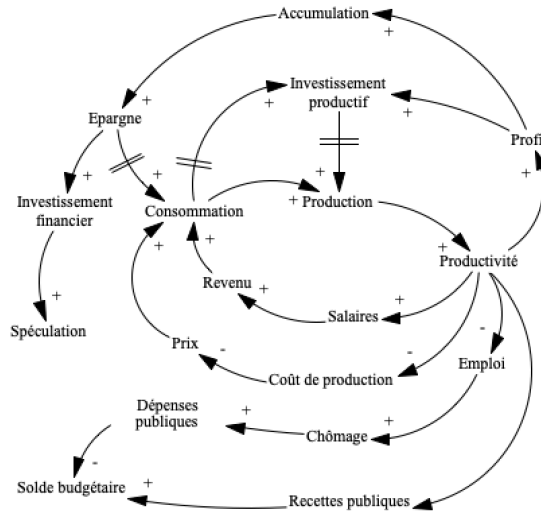 Accumulation
Investissement
productif
Epargne
Profi
Investissement
financier
Consommation
Production
Productivité
Revenu
Salaires
Spéculation
Prix
Emploi
Coût de production
Dépenses
publiques
Chômage
Solde budgétaire
Recettes publiques